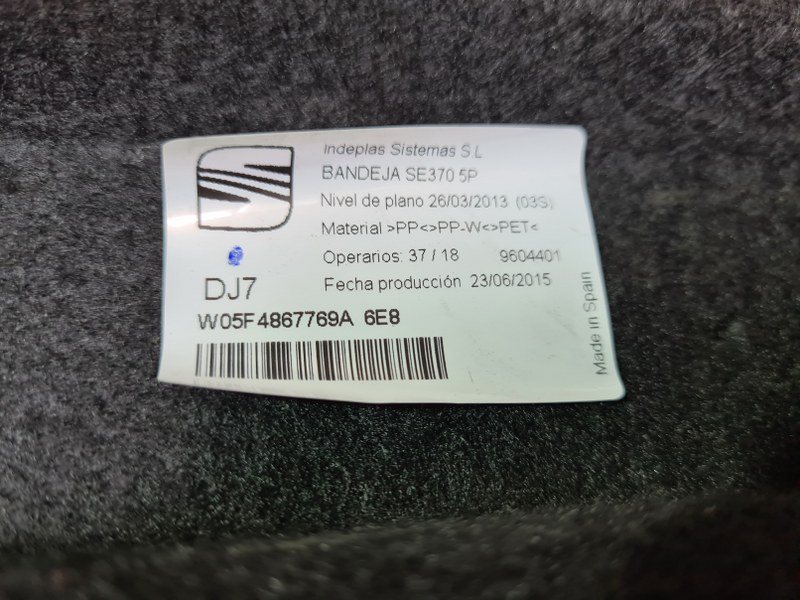 Indeplas Sistemas S.L
BANDEJA SE370 5P
Nivel de plano 26/03/2013 (03S)
Material >PP<>PP-W<>PET<
Operarios: 37 / 18 9604401
Fecha producción 23/06/2015
DJ7
W05F4867769A 6E8
Made in Spain